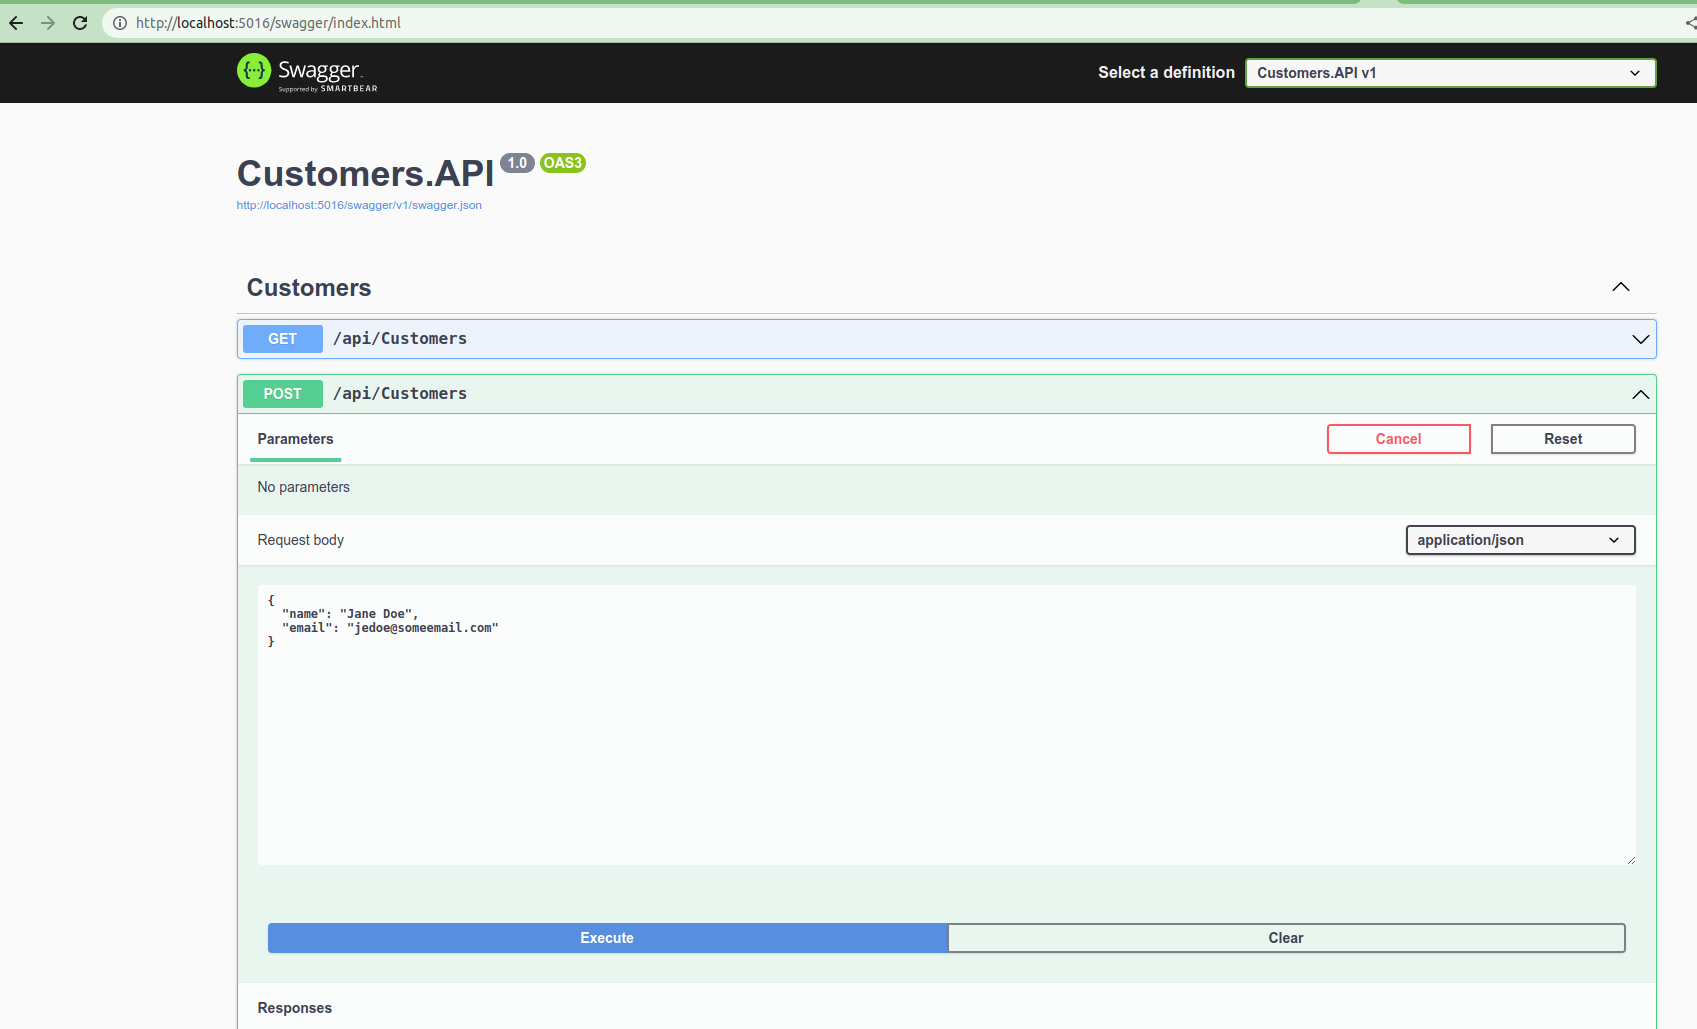 http://localhost:5016/swagger/index.html
Swagger
Supported by SMARTBEAR
Select a definition
Customers.API v1
Customers.API 1.0 OAS3
http://localhost:5016/swagger/v1/swagger.json
Customers
GET /api/Customers
POST /api/Customers
Parameters
Cancel
Reset
No parameters
Request body
application/json
{
  "name": "Jane Doe",
  "email": "jedoe@someemail.com"
}
Execute
Clear
Responses